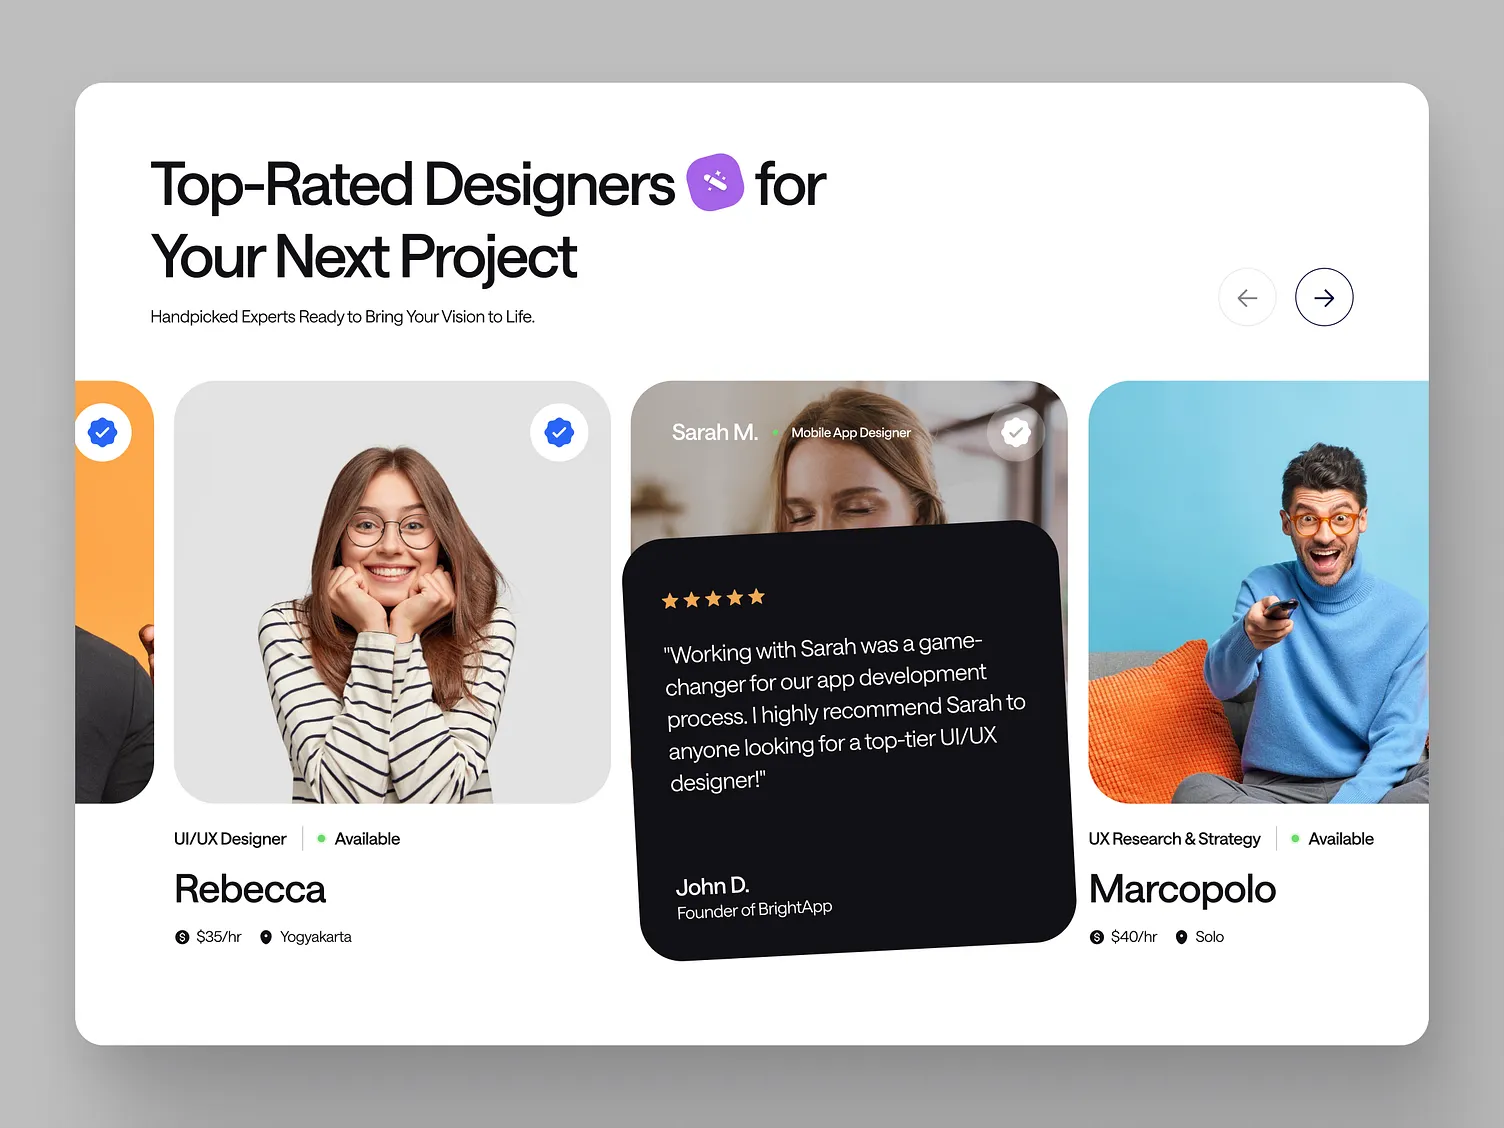 Top-Rated Designers for
Your Next Project
Handpicked Experts Ready to Bring Your Vision to Life.
UI/UX Designer
Available
Rebecca
$35/hr
Yogyakarta
Sarah M.
Mobile App Designer
"Working with Sarah was a game-
changer for our app development
process. I highly recommend Sarah to
anyone looking for a top-tier UI/UX
designer!"
John D.
Founder of BrightApp
UX Research & Strategy
Available
Marcopolo
$40/hr
Solo